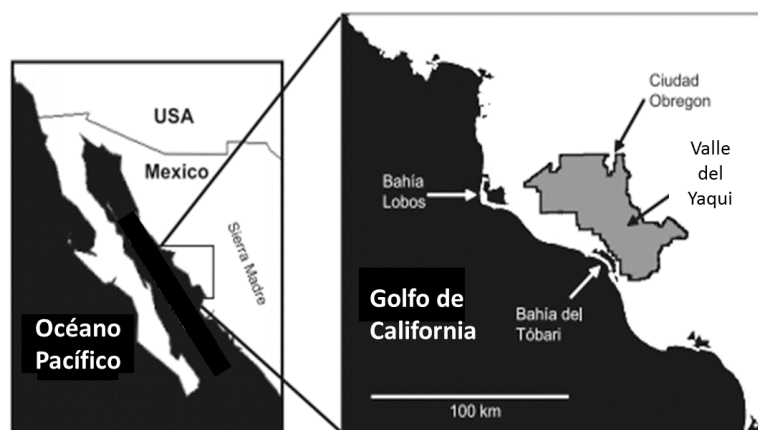 USA
Mexico
Sierra Madre
Océano
Pacífico
Ciudad
Obregon
Valle
del
Yaqui
Bahía
Lobos
Golfo de
California
Bahía del
Tóbari
100 km